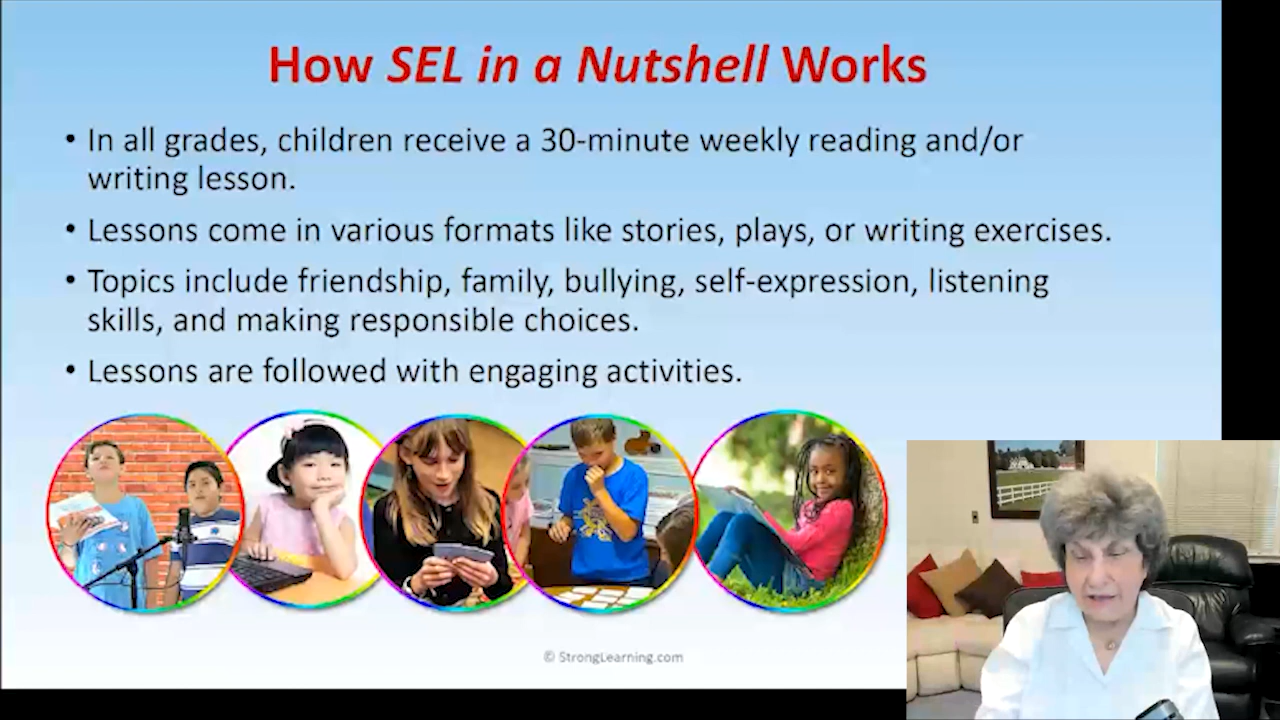 How SEL in a Nutshell Works
• In all grades, children receive a 30-minute weekly reading and/or
writing lesson.
• Lessons come in various formats like stories, plays, or writing exercises.
• Topics include friendship, family, bullying, self-expression, listening
skills, and making responsible choices.
• Lessons are followed with engaging activities.
© StrongLearning.com